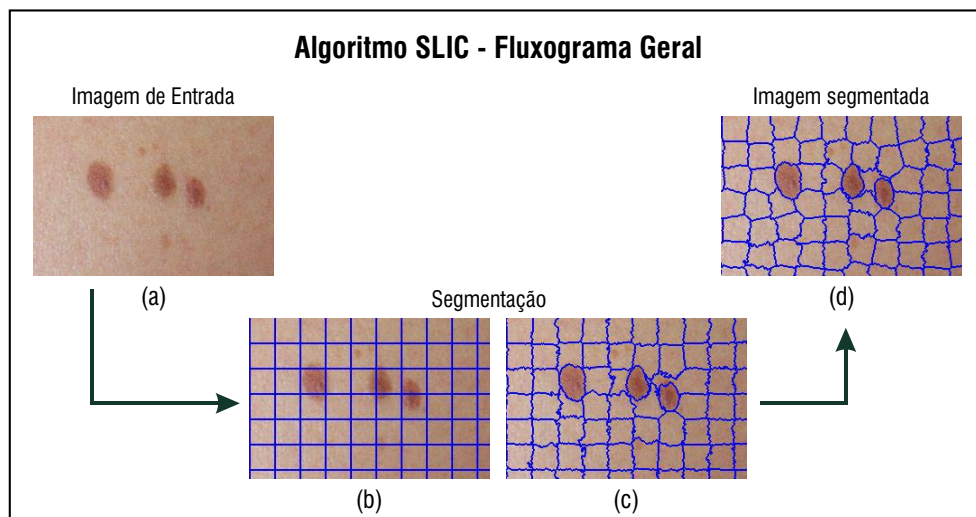 Algoritmo SLIC - Fluxograma Geral
Imagem de Entrada
Imagem segmentada
(a)
Segmentação
(d)
(b)
(c)